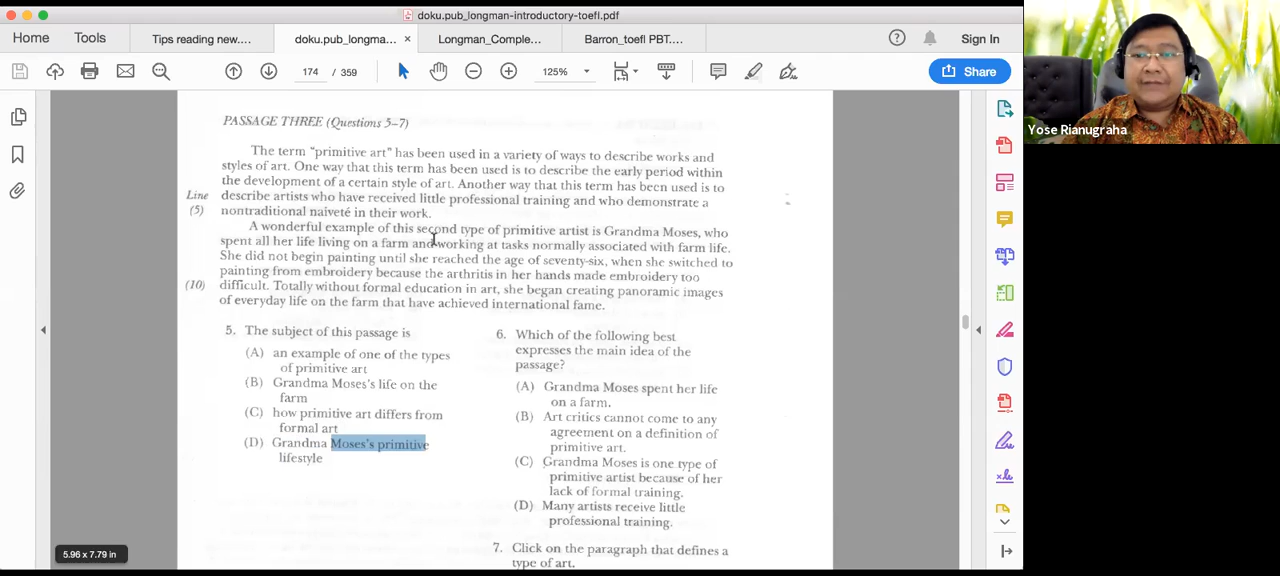 doku.pub_longman-introductory-toefl.pdf
Home Tools Tips reading new.... doku.pub_longma... × Longman_Comple... Barron_toefl PBT.... Sign In
174 / 359 125% Share
Yose Rianugraha
PASSAGE THREE (Questions 5–7)
The term “primitive art” has been used in a variety of ways to describe works and
styles of art. One way that this term has been used is to describe the early period within
the development of a certain style of art. Another way that this term has been used is to
Line describe artists who have received little professional training and who demonstrate a
(5) nontraditional naiveté in their work.
A wonderful example of this second type of primitive artist is Grandma Moses, who
spent all her life living on a farm and working at tasks normally associated with farm life.
She did not begin painting until she reached the age of seventy-six, when she switched to
painting from embroidery because the arthritis in her hands made embroidery too
(10) difficult. Totally without formal education in art, she began creating panoramic images
of everyday life on the farm that have achieved international fame.
5. The subject of this passage is
(A) an example of one of the types
of primitive art
(B) Grandma Moses's life on the
farm
(C) how primitive art differs from
formal art
(D) Grandma Moses's primitive
lifestyle
6. Which of the following best
expresses the main idea of the
passage?
(A) Grandma Moses spent her life
on a farm.
(B) Art critics cannot come to any
agreement on a definition of
primitive art.
(C) Grandma Moses is one type of
primitive artist because of her
lack of formal training.
(D) Many artists receive little
professional training.
7. Click on the paragraph that defines a
type of art.
5.96 x 7.79 in